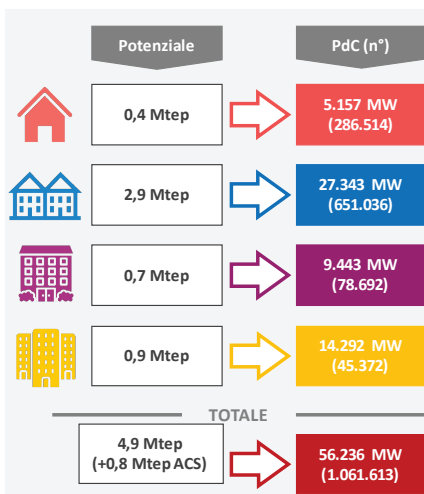 Potenziale
PdC (n°)
0,4 Mtep
5.157 MW
(286.514)
2,9 Mtep
27.343 MW
(651.036)
0,7 Mtep
9.443 MW
(78.692)
0,9 Mtep
14.292 MW
(45.372)
TOTALE
4,9 Mtep
(+0,8 Mtep ACS)
56.236 MW
(1.061.613)